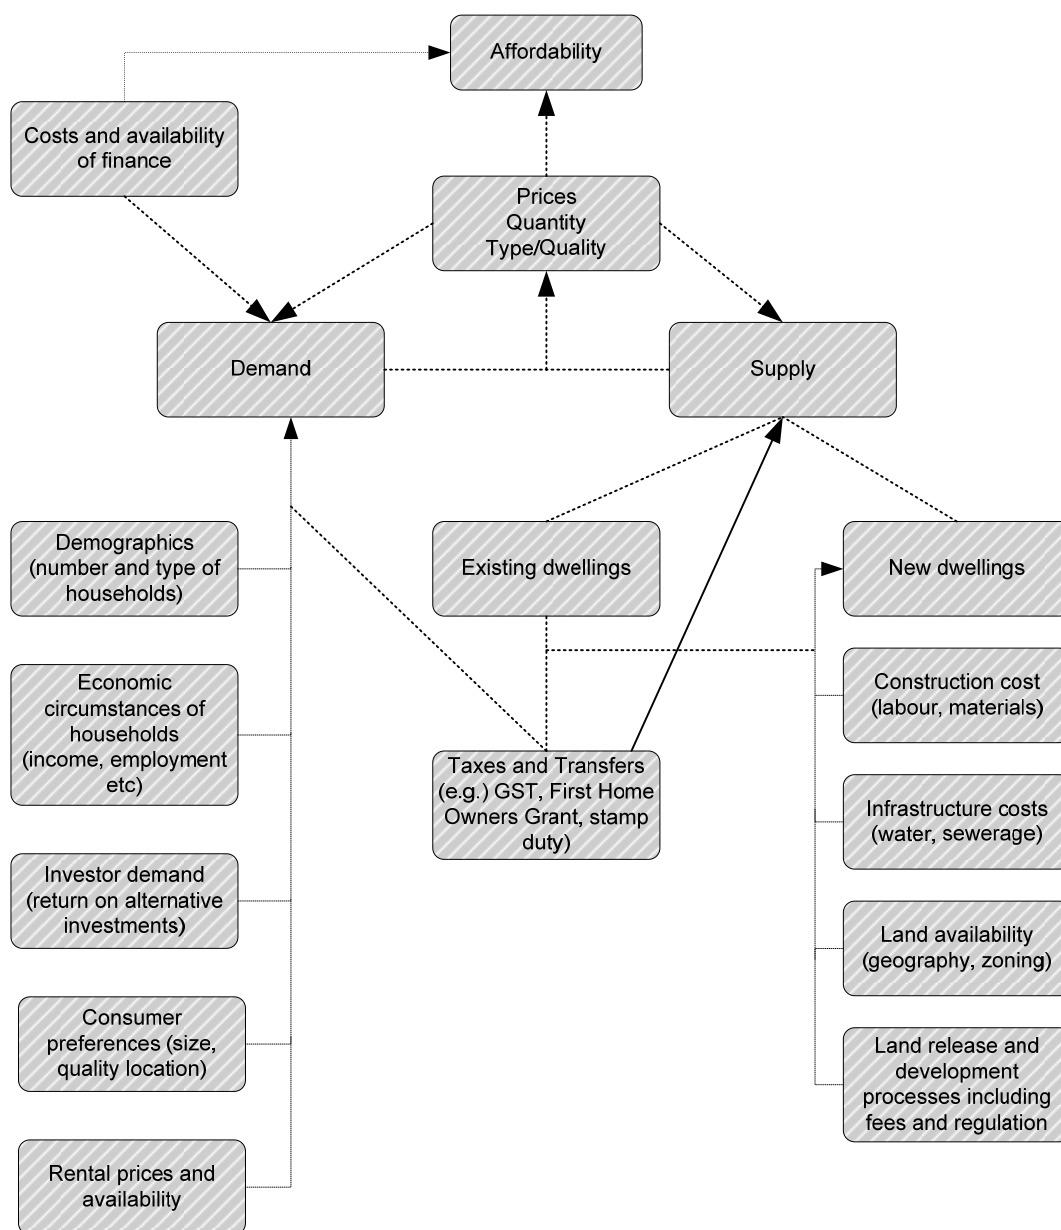 Affordability
Costs and availability
of finance
Prices
Quantity
Type/Quality
Demand
Supply
Demographics
(number and type of
households)
Existing dwellings
New dwellings
Economic
circumstances of
households
(income, employment
etc)
Construction cost
(labour, materials)
Taxes and Transfers
(e.g.) GST, First Home
Owners Grant, stamp
duty)
Infrastructure costs
(water, sewerage)
Investor demand
(return on alternative
investments)
Land availability
(geography, zoning)
Consumer
preferences (size,
quality location)
Land release and
development
processes including
fees and regulation
Rental prices and
availability